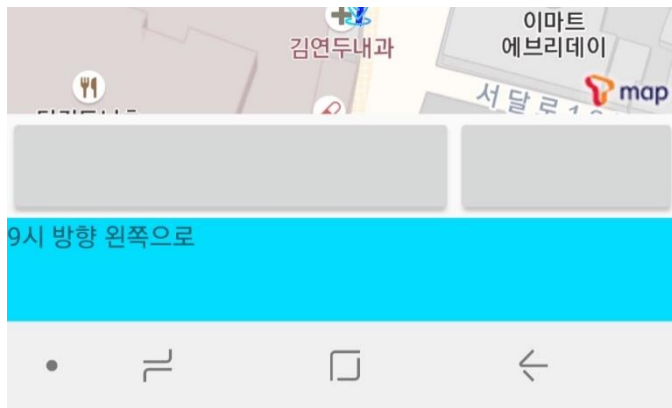 이마트
에브리데이
김연두내과
map
서달로
9시 방향 왼쪽으로